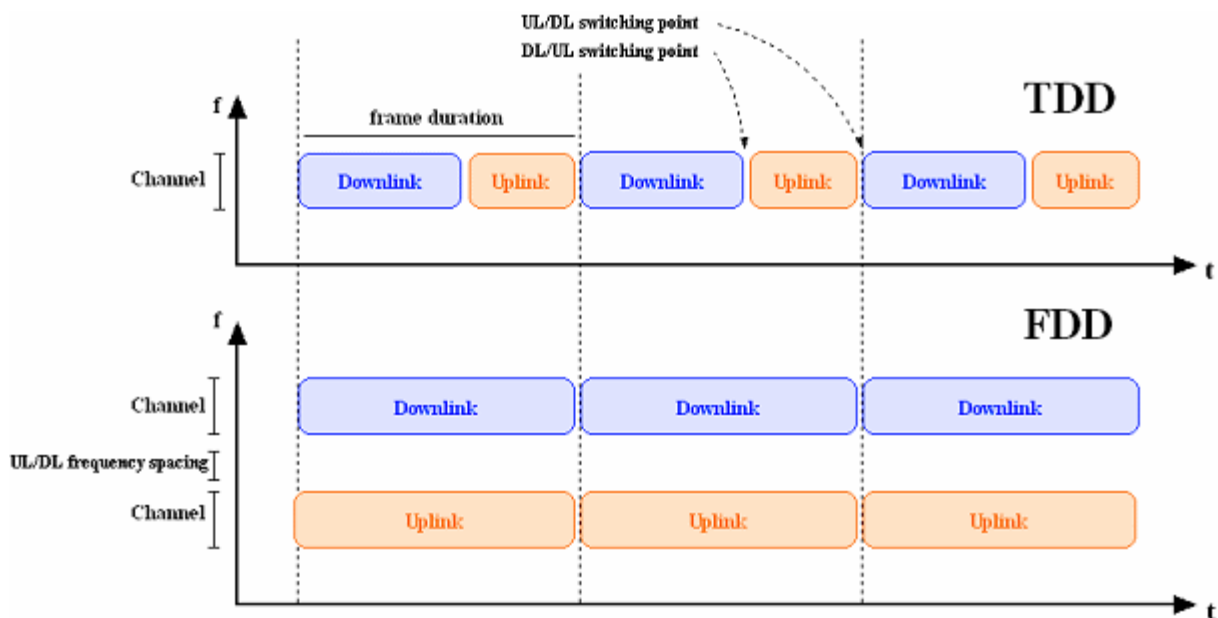 UL/DL switching point
DL/UL switching point
TDD
f
frame duration
Channel
Downlink Uplink Downlink Uplink Downlink Uplink
t
f
FDD
Channel
Downlink Downlink Downlink
UL/DL frequency spacing
Channel
Uplink Uplink Uplink
t